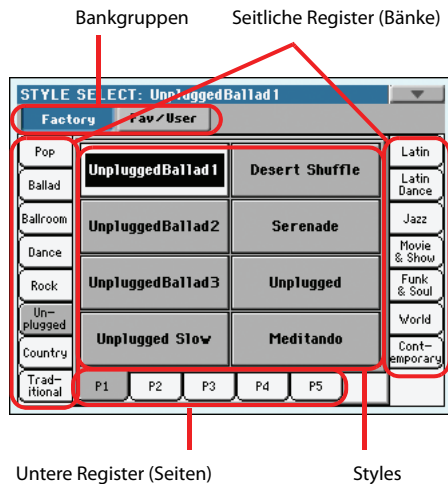 Bankgruppen
Seitliche Register (Bänke)
STYLE SELECT: UnpluggedBallad1
Factory
Fav/User
Pop
Ballad
Ballroom
Dance
Rock
Un-
plugged
Country
Trad-
itional
UnpluggedBallad1
Desert Shuffle
UnpluggedBallad2
Serenade
UnpluggedBallad3
Unplugged
Unplugged Slow
Meditando
Latin
Latin
Dance
Jazz
Movie
& Show
Funk
& Soul
World
Cont-
emporary
P1
P2
P3
P4
P5
Untere Register (Seiten)
Styles